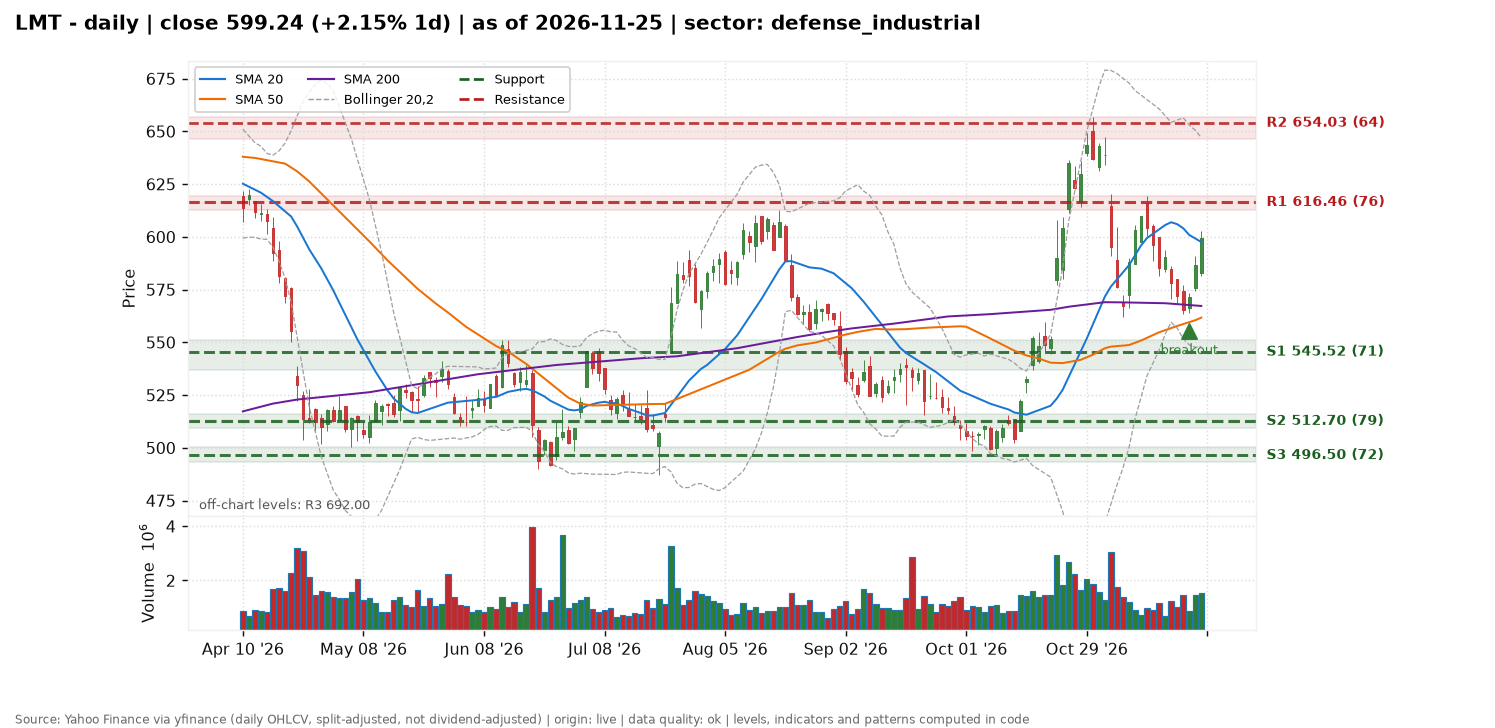 LMT - daily | close 599.24 (+2.15% 1d) | as of 2026-11-25 | sector: defense_industrial
SMA 20
SMA 50
SMA 200
Bollinger 20,2
Support
Resistance
Price
675
650
625
600
575
550
525
500
475
R2 654.03 (64)
R1 616.46 (76)
S1 545.52 (71)
S2 512.70 (79)
S3 496.50 (72)
breakout
off-chart levels: R3 692.00
Volume 10⁶
4
2
Apr 10 '26
May 08 '26
Jun 08 '26
Jul 08 '26
Aug 05 '26
Sep 02 '26
Oct 01 '26
Oct 29 '26
Source: Yahoo Finance via yfinance (daily OHLCV, split-adjusted, not dividend-adjusted) | origin: live | data quality: ok | levels, indicators and patterns computed in code